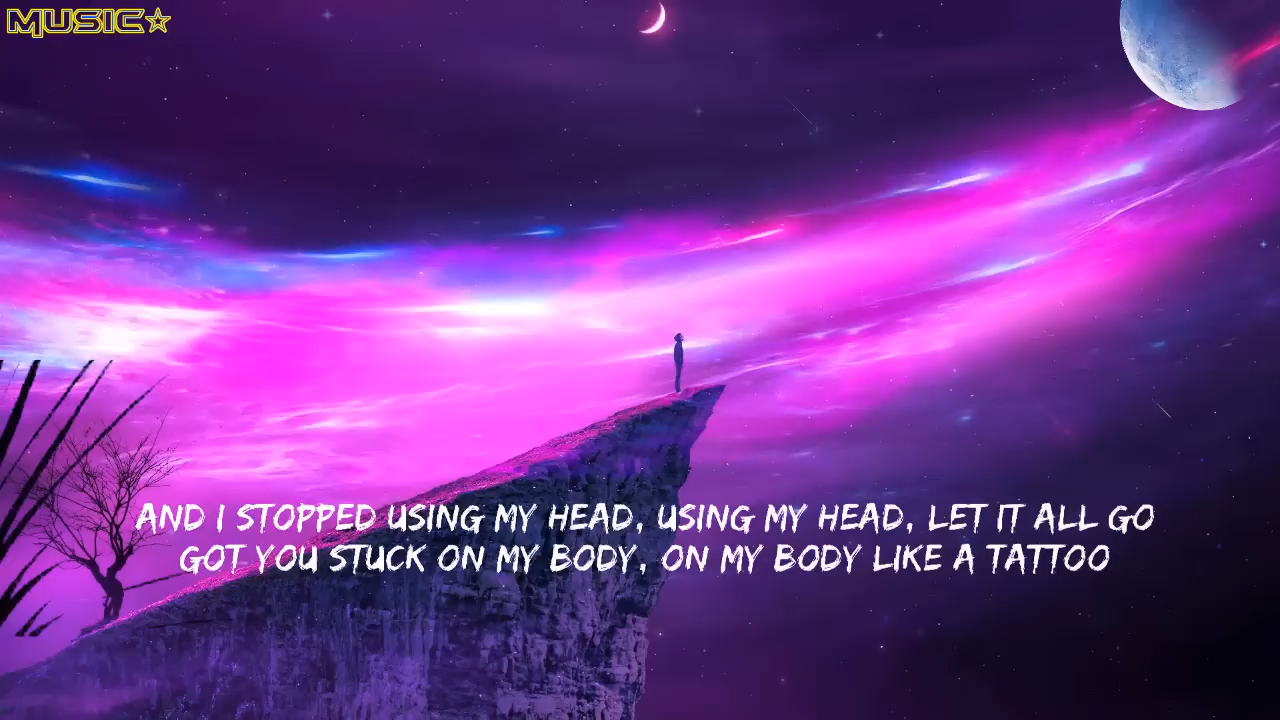 MUSIC☆
AND I STOPPED USING MY HEAD, USING MY HEAD, LET IT ALL GO
GOT YOU STUCK ON MY BODY, ON MY BODY LIKE A TATTOO